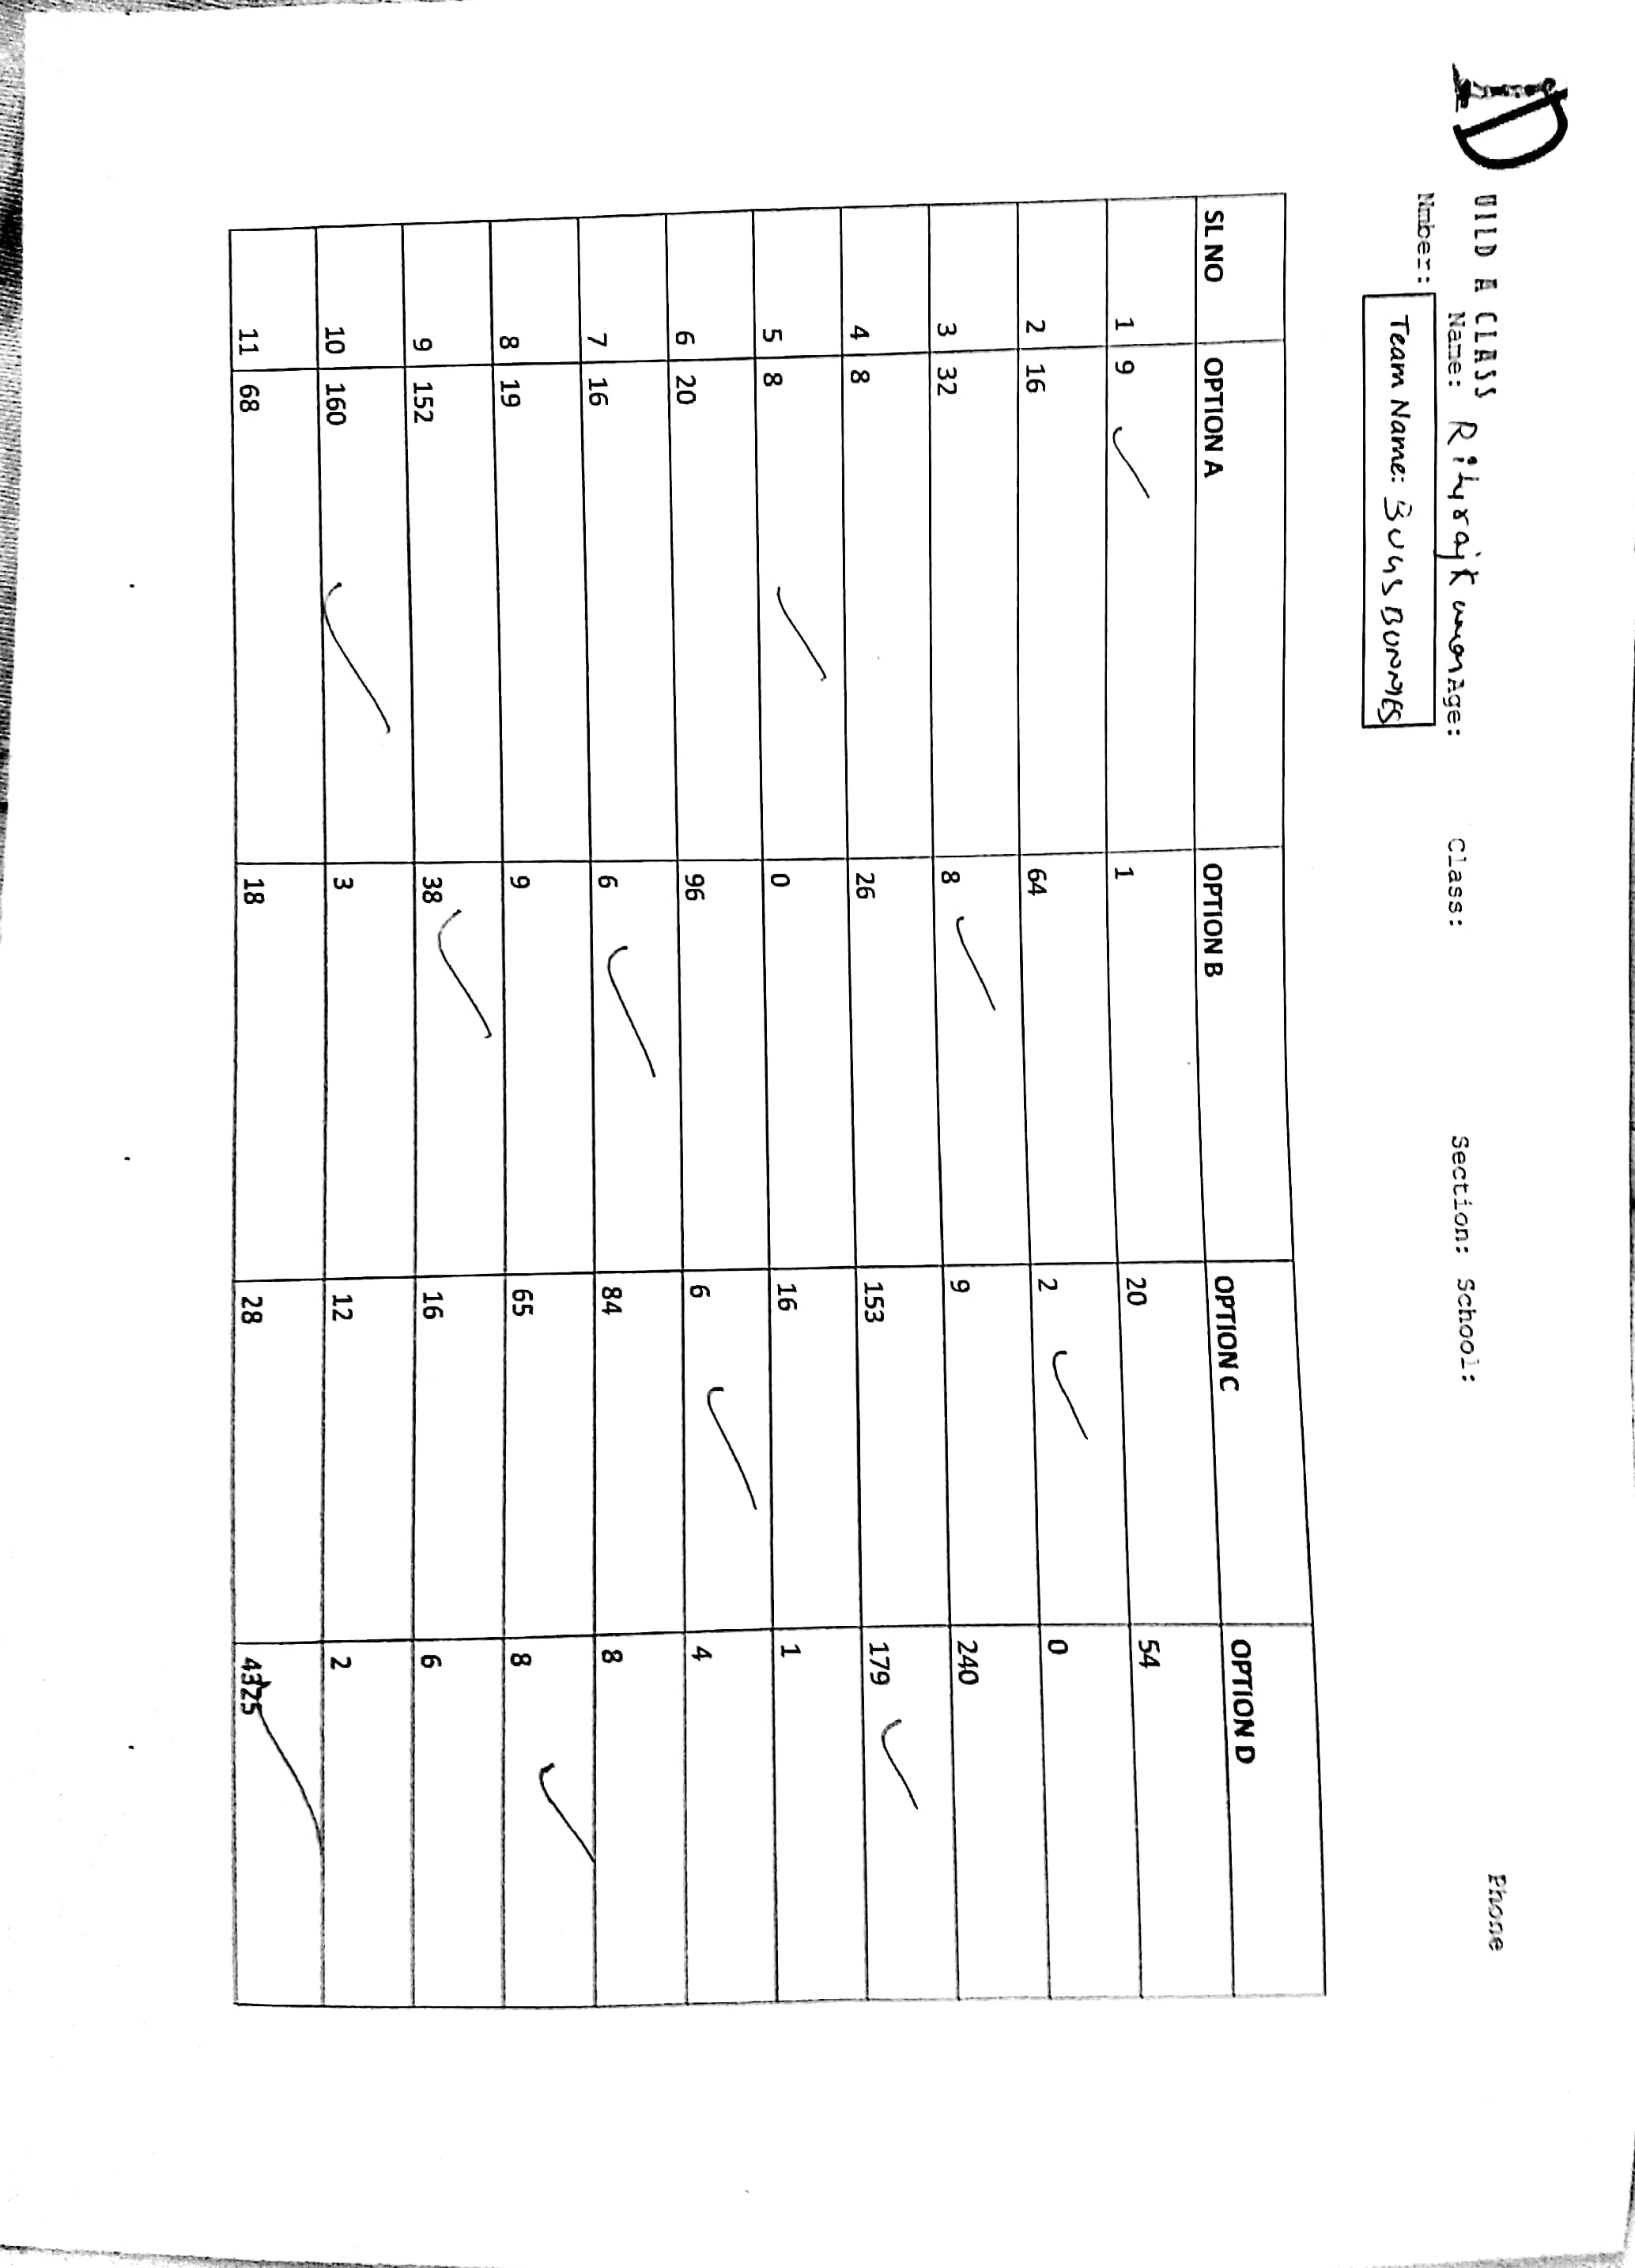 D UILD A CLASS
Name: Rituraj Kumar Age: Class: Section: School: Phone
Nmber:
Team Name: BUGS BUNNIES
SL NO OPTION A OPTION B OPTION C OPTION D
1 9 ✓ 1 20 54
2 16 64 2 ✓ 0
3 32 8 ✓ 9 240
4 8 26 153 179 ✓
5 8 ✓ 0 16 1
6 20 96 6 ✓ 4
7 16 6 ✓ 84 8
8 19 9 65 8 ✓
9 152 38 ✓ 16 6
10 160 ✓ 3 12 2
11 68 18 28 4325 ✓